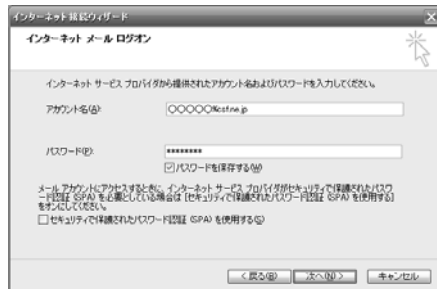 インターネット接続ウィザード
インターネット メール ログオン
インターネット サービス プロバイダから提供されたアカウント名およびパスワードを入力してください。
アカウント名(A):
○○○○○%csf.ne.jp
パスワード(P):
********
パスワードを保存する(W)
メール アカウントにアクセスするときに、インターネット サービス プロバイダがセキュリティで保護されたパスワ
ード認証 (SPA) を必要としている場合は [セキュリティで保護されたパスワード認証 (SPA) を使用する]
をオンにしてください。
セキュリティで保護されたパスワード認証 (SPA) を使用する(S)
< 戻る(B)
次へ(N) >
キャンセル